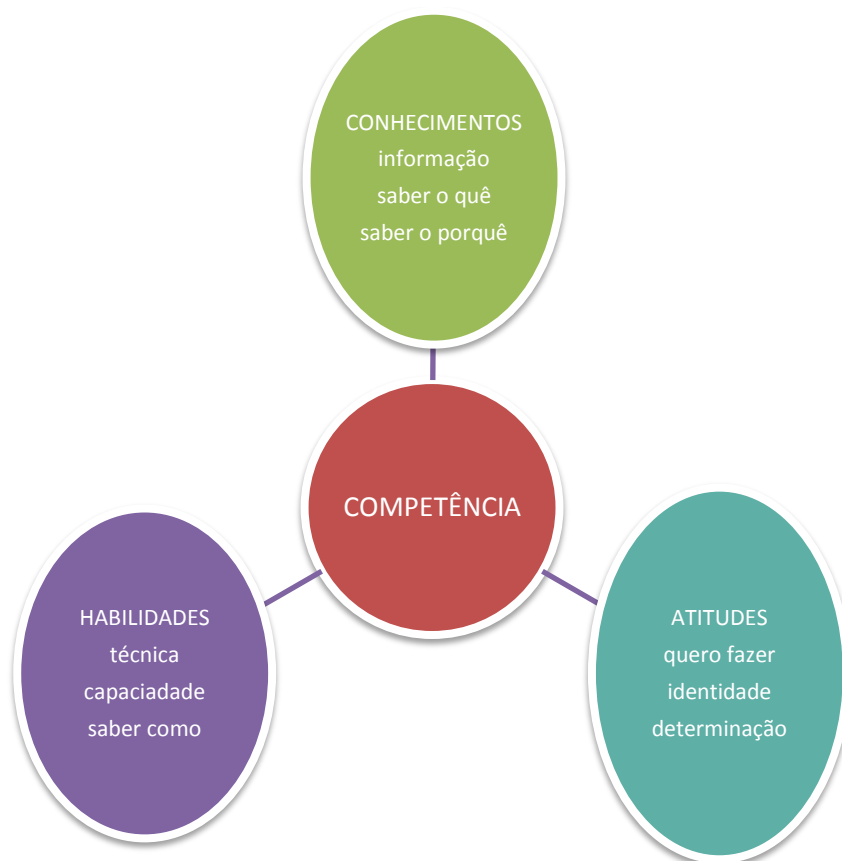 CONHECIMENTOS
informação
saber o quê
saber o porquê
COMPETÊNCIA
HABILIDADES
técnica
capaciadade
saber como
ATITUDES
quero fazer
identidade
determinação